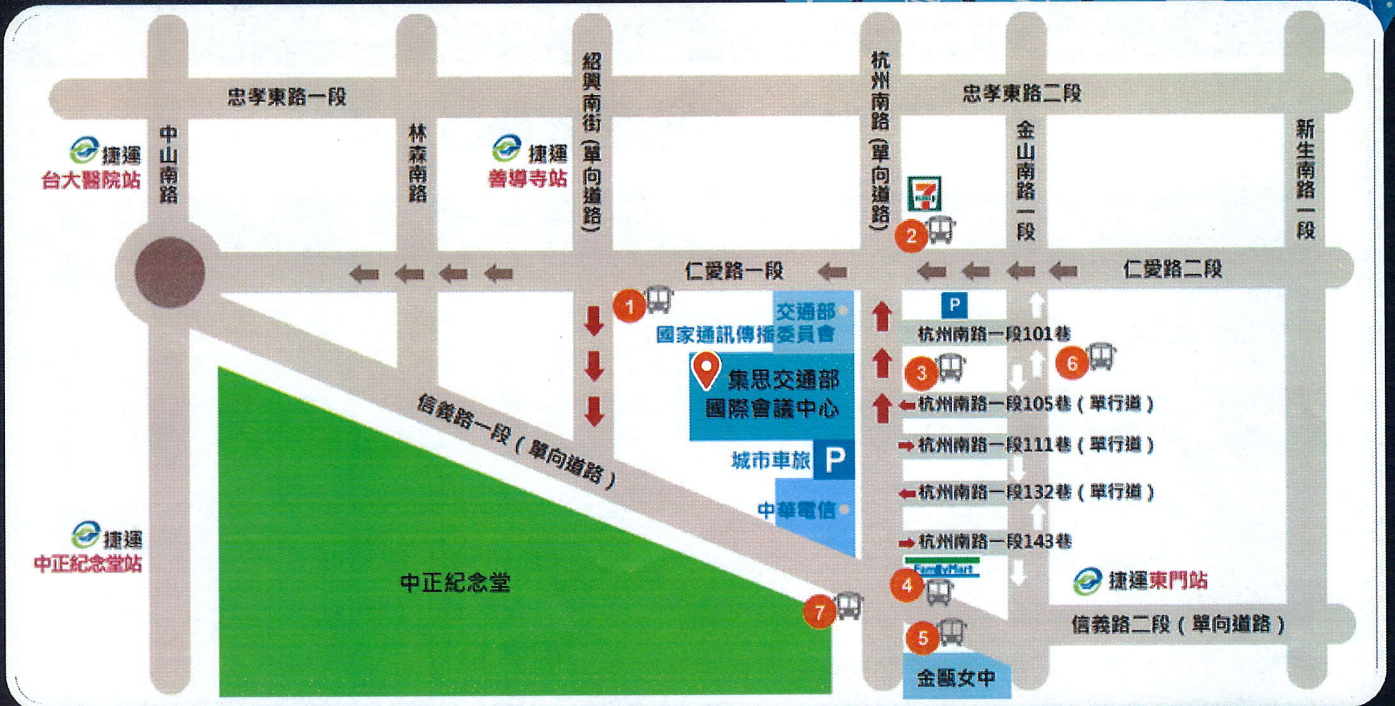 忠孝東路一段
忠孝東路二段
中山南路
林森南路
紹興南街(單向道路)
杭州南路(單向道路)
金山南路一段
新生南路一段
捷運
台大醫院站
捷運
善導寺站
7
ELEVEN
2
仁愛路一段
仁愛路二段
1
交通部
國家通訊傳播委員會
集思交通部
國際會議中心
城市車旅 P
中華電信
P
杭州南路一段101巷
3
6
杭州南路一段105巷(單行道)
杭州南路一段111巷(單行道)
杭州南路一段132巷(單行道)
杭州南路一段143巷
FamilyMart
信義路一段(單向道路)
捷運
中正紀念堂站
中正紀念堂
4
7
5
捷運東門站
信義路二段(單向道路)
金甌女中